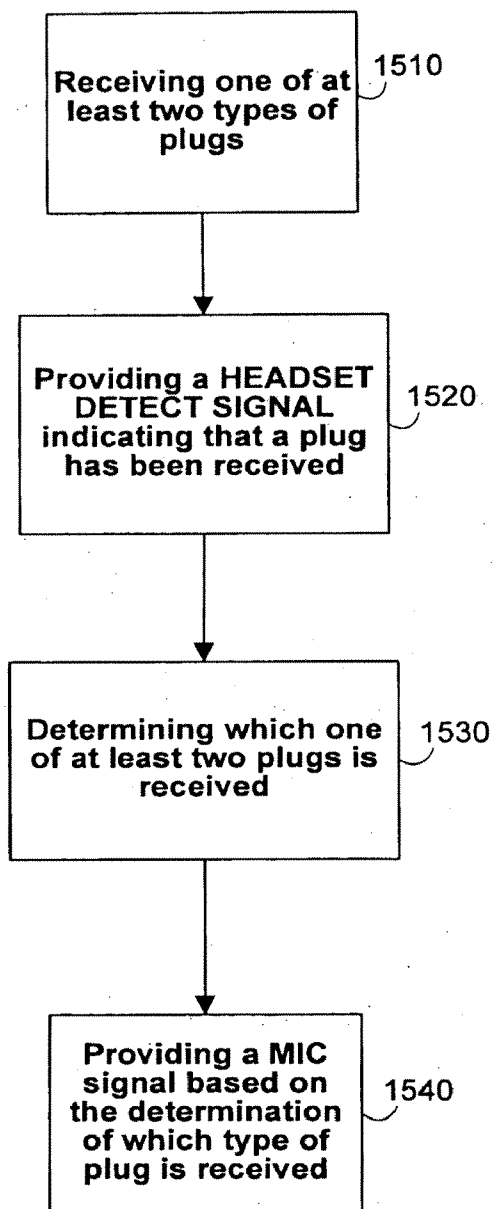 Receiving one of at
least two types of
plugs
1510
Providing a HEADSET
DETECT SIGNAL
indicating that a plug
has been received
1520
Determining which one
of at least two plugs is
received
1530
Providing a MIC
signal based on
the determination
of which type of
plug is received
1540